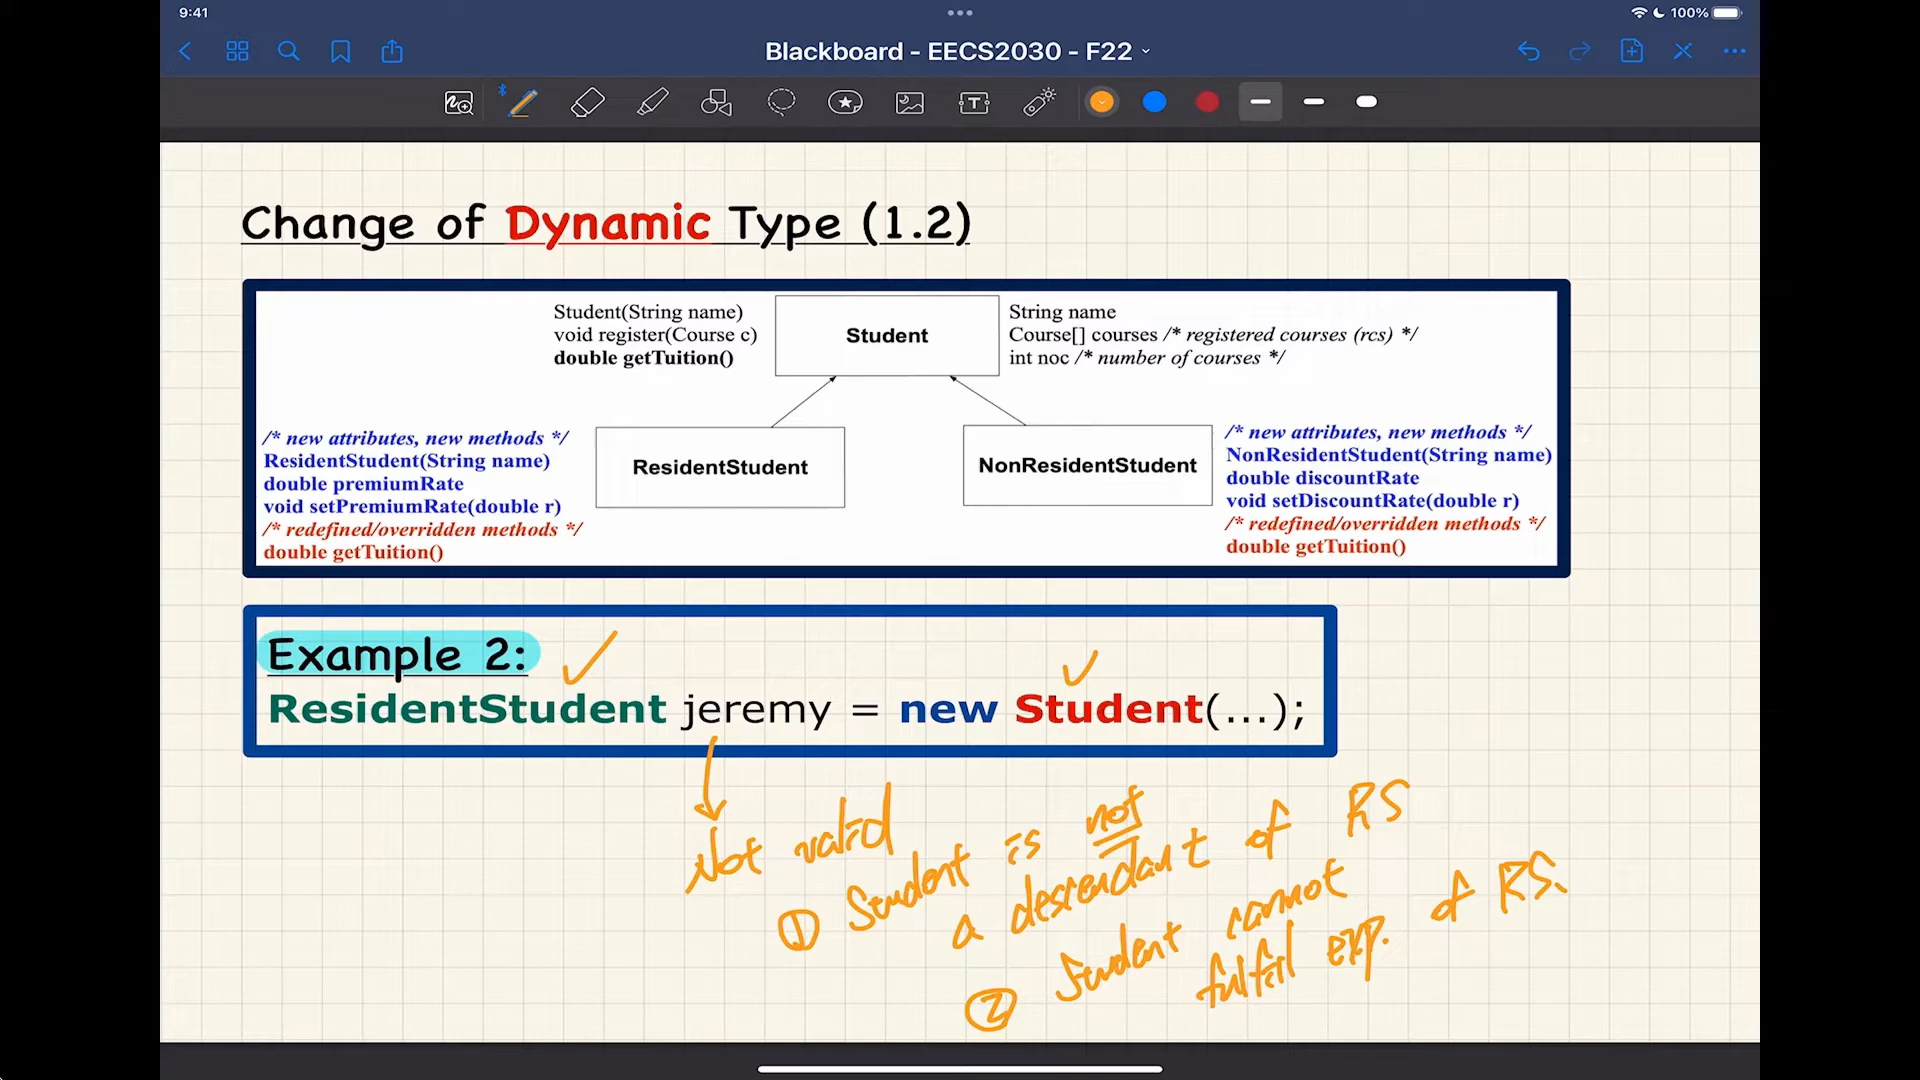 9:41
100%
Blackboard - EECS2030 - F22
Change of Dynamic Type (1.2)
Student(String name)
void register(Course c)
double getTuition()
Student
String name
Course[] courses /* registered courses (rcs) */
int noc /* number of courses */
/* new attributes, new methods */
ResidentStudent(String name)
double premiumRate
void setPremiumRate(double r)
/* redefined/overridden methods */
double getTuition()
ResidentStudent
NonResidentStudent
/* new attributes, new methods */
NonResidentStudent(String name)
double discountRate
void setDiscountRate(double r)
/* redefined/overridden methods */
double getTuition()
Example 2:
ResidentStudent jeremy = new Student(...);
Not valid
① Student is not
a descendant of RS
② Student cannot
fulfil exp. of RS.